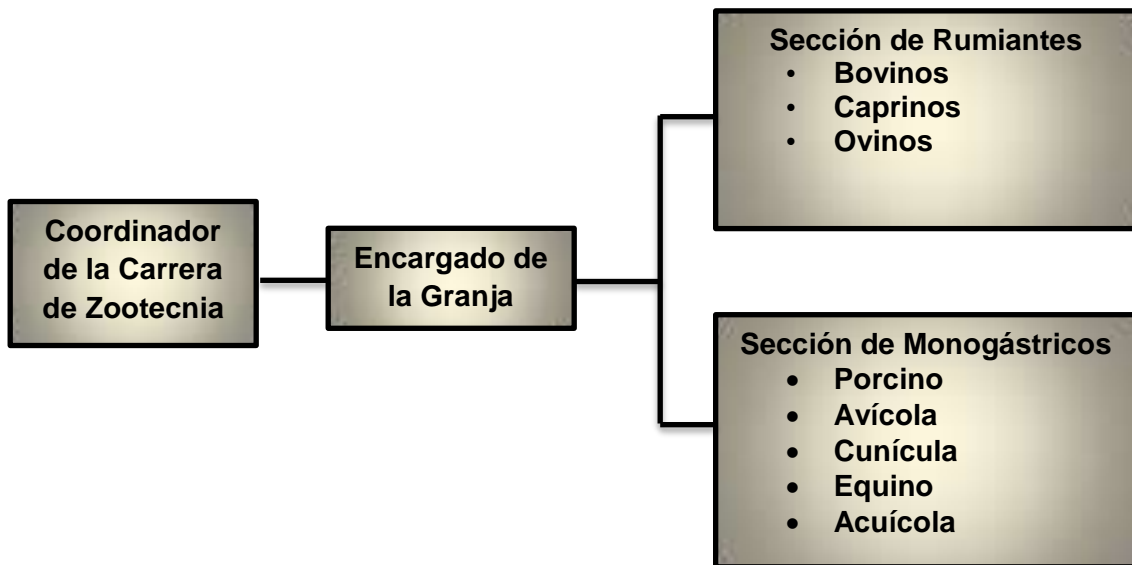 Coordinador
de la Carrera
de Zootecnia
Encargado de
la Granja
Sección de Rumiantes
• Bovinos
• Caprinos
• Ovinos
Sección de Monogástricos
• Porcino
• Avícola
• Cunícula
• Equino
• Acuícola